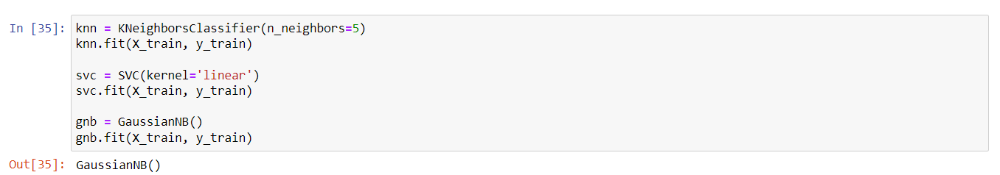 In [35]: knn = KNeighborsClassifier(n_neighbors=5)
knn.fit(X_train, y_train)
svc = SVC(kernel='linear')
svc.fit(X_train, y_train)
gnb = GaussianNB()
gnb.fit(X_train, y_train)
Out[35]: GaussianNB()